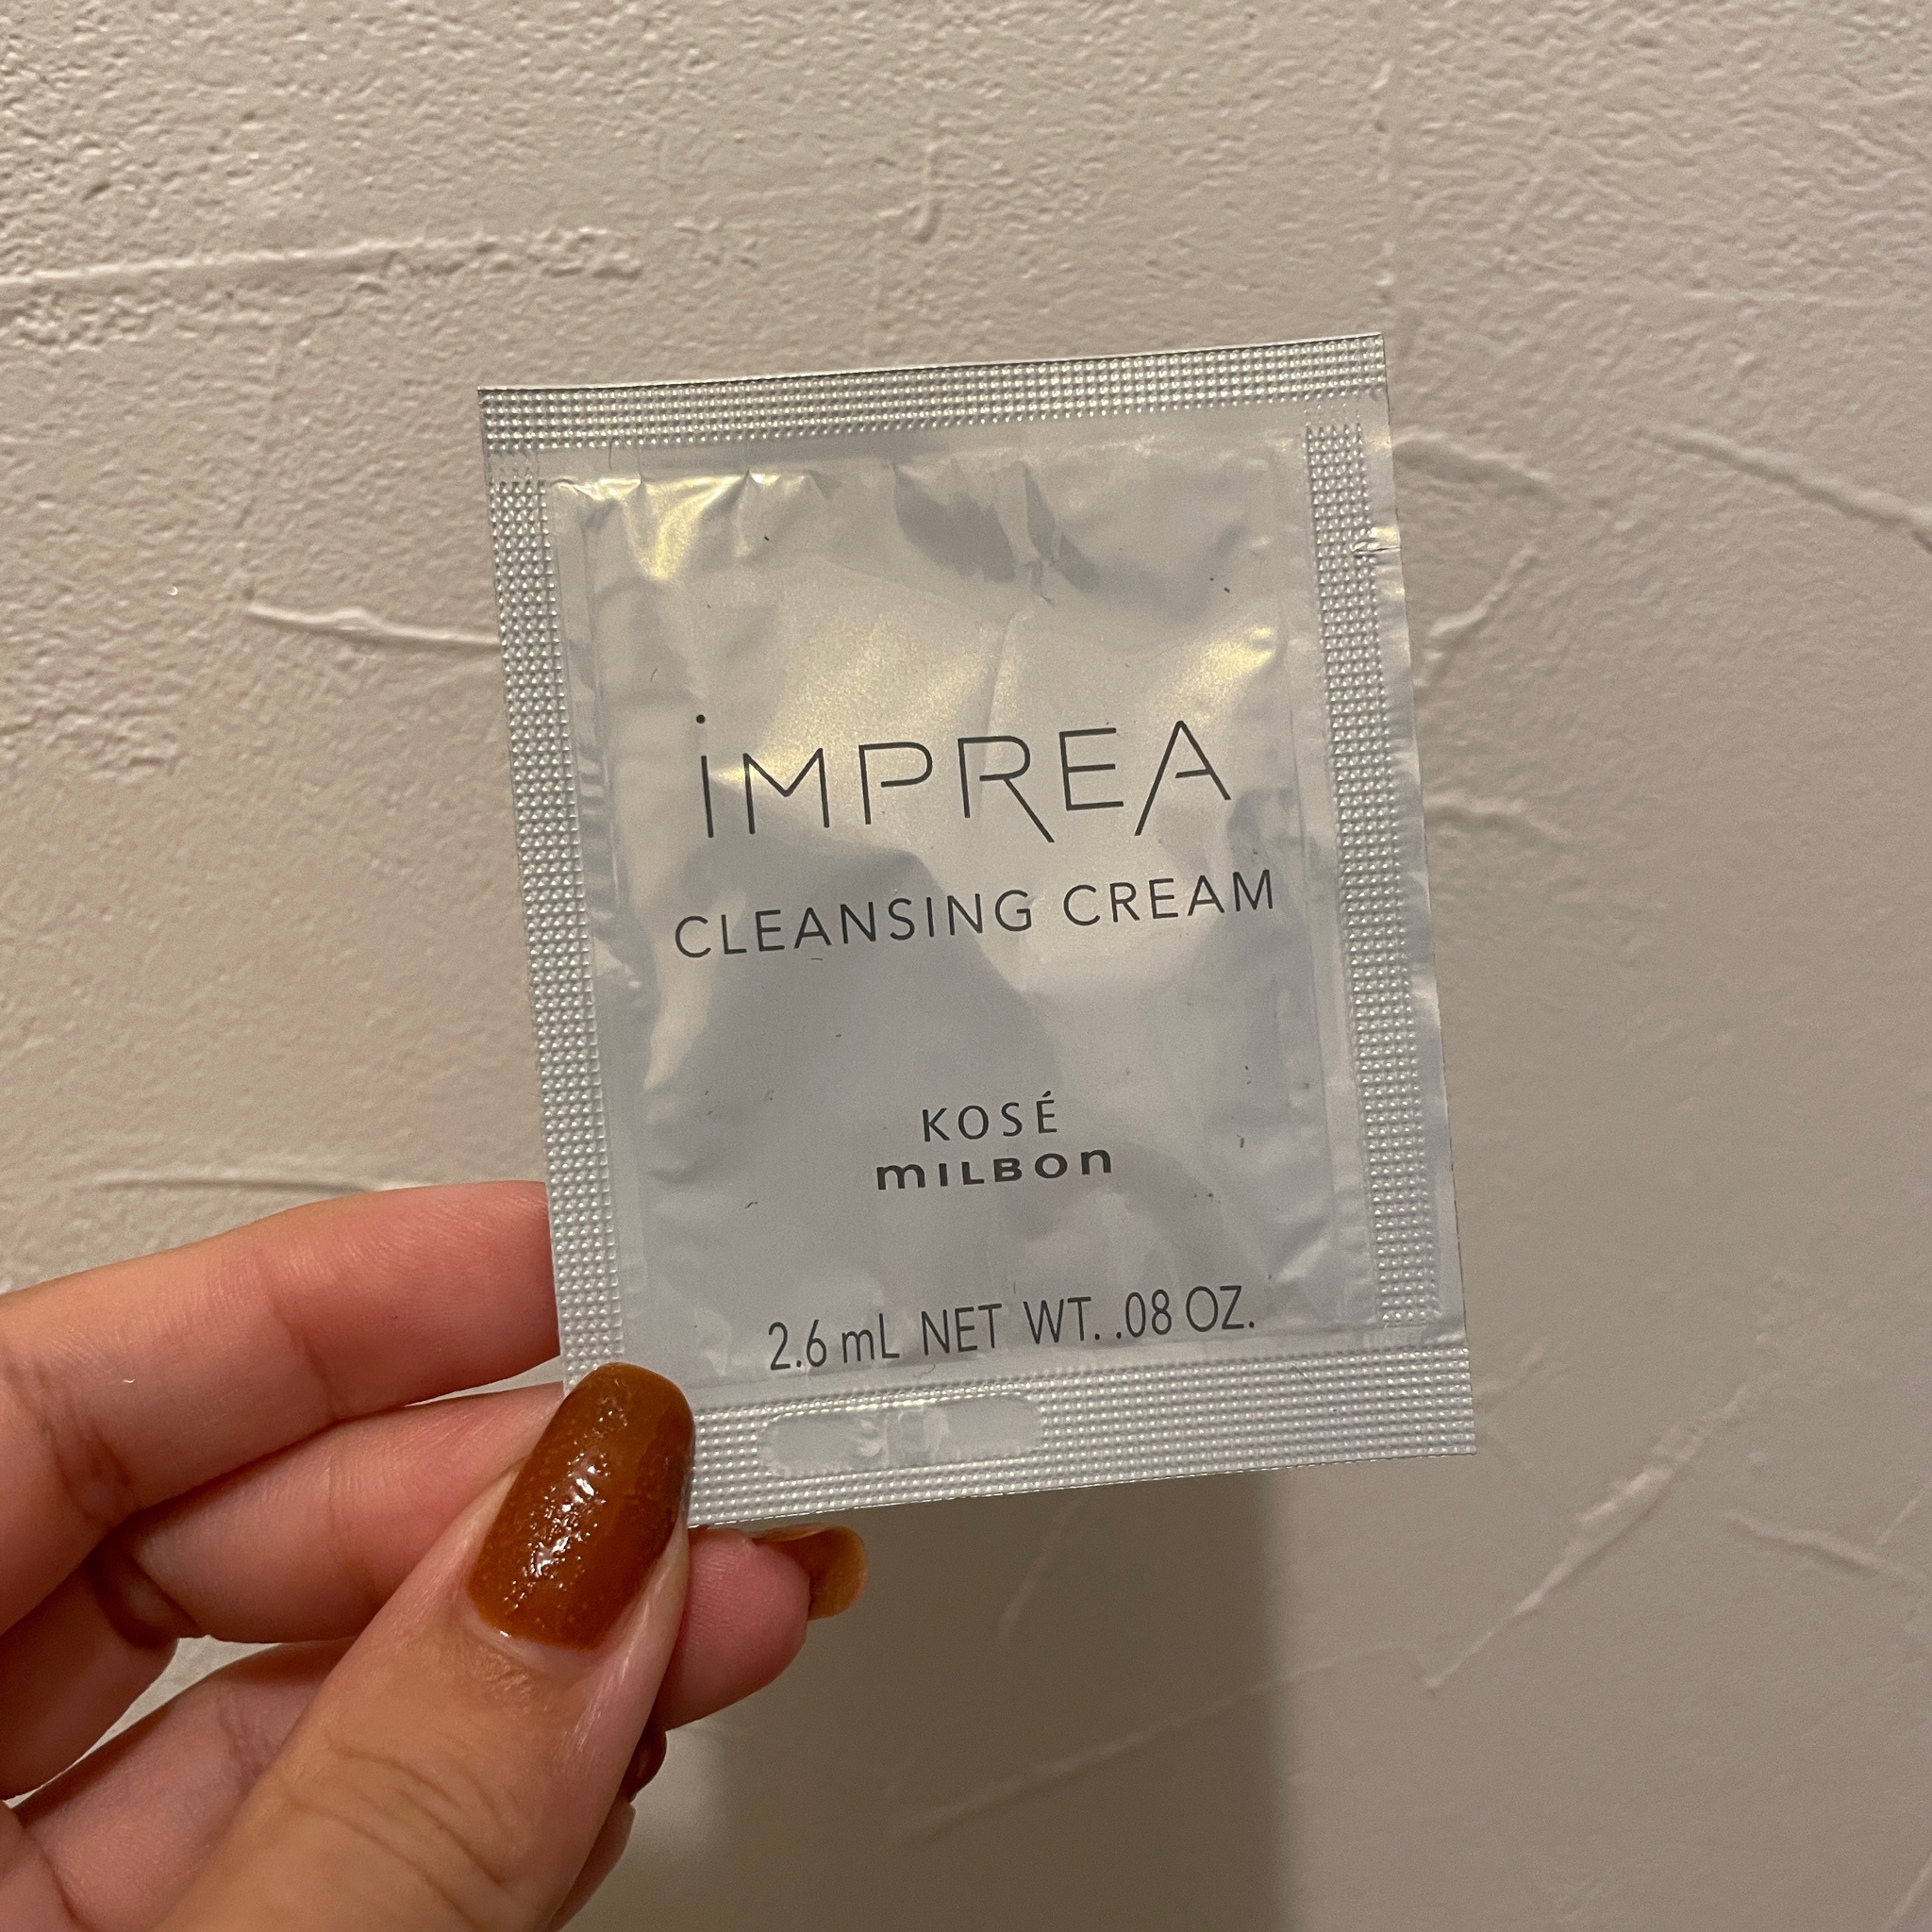 iMPREA
CLEANSING CREAM
KOSÉ
mILBOn
2.6 mL NET WT. .08 OZ.